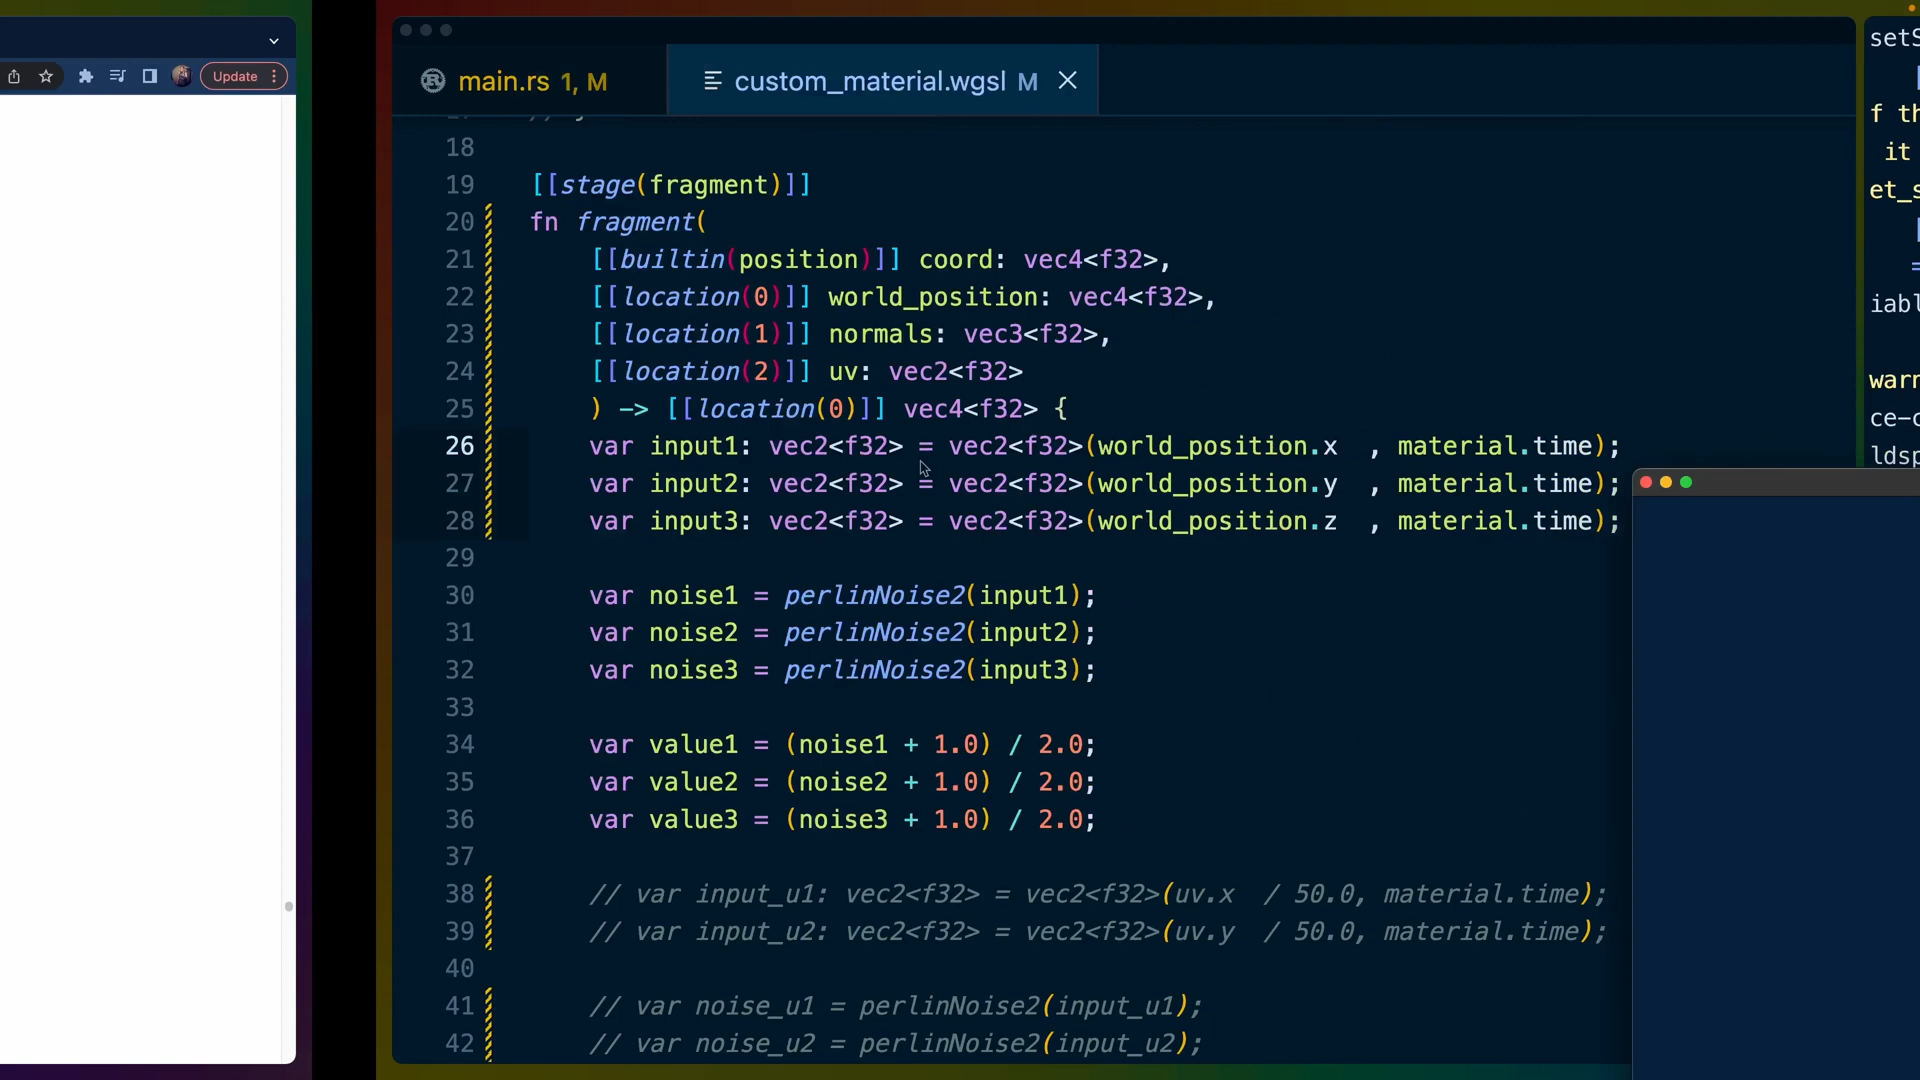 Update
main.rs 1, M
custom_material.wgsl M
18
19 [[stage(fragment)]]
20 fn fragment(
21 [[builtin(position)]] coord: vec4<f32>,
22 [[location(0)]] world_position: vec4<f32>,
23 [[location(1)]] normals: vec3<f32>,
24 [[location(2)]] uv: vec2<f32>
25 ) -> [[location(0)]] vec4<f32> {
26 var input1: vec2<f32> = vec2<f32>(world_position.x  , material.time);
27 var input2: vec2<f32> = vec2<f32>(world_position.y  , material.time);
28 var input3: vec2<f32> = vec2<f32>(world_position.z  , material.time);
29
30 var noise1 = perlinNoise2(input1);
31 var noise2 = perlinNoise2(input2);
32 var noise3 = perlinNoise2(input3);
33
34 var value1 = (noise1 + 1.0) / 2.0;
35 var value2 = (noise2 + 1.0) / 2.0;
36 var value3 = (noise3 + 1.0) / 2.0;
37
38 // var input_u1: vec2<f32> = vec2<f32>(uv.x  / 50.0, material.time);
39 // var input_u2: vec2<f32> = vec2<f32>(uv.y  / 50.0, material.time);
40
41 // var noise_u1 = perlinNoise2(input_u1);
42 // var noise_u2 = perlinNoise2(input_u2);
f th
it
et_s
iabl
warn
ce-c
ldsp